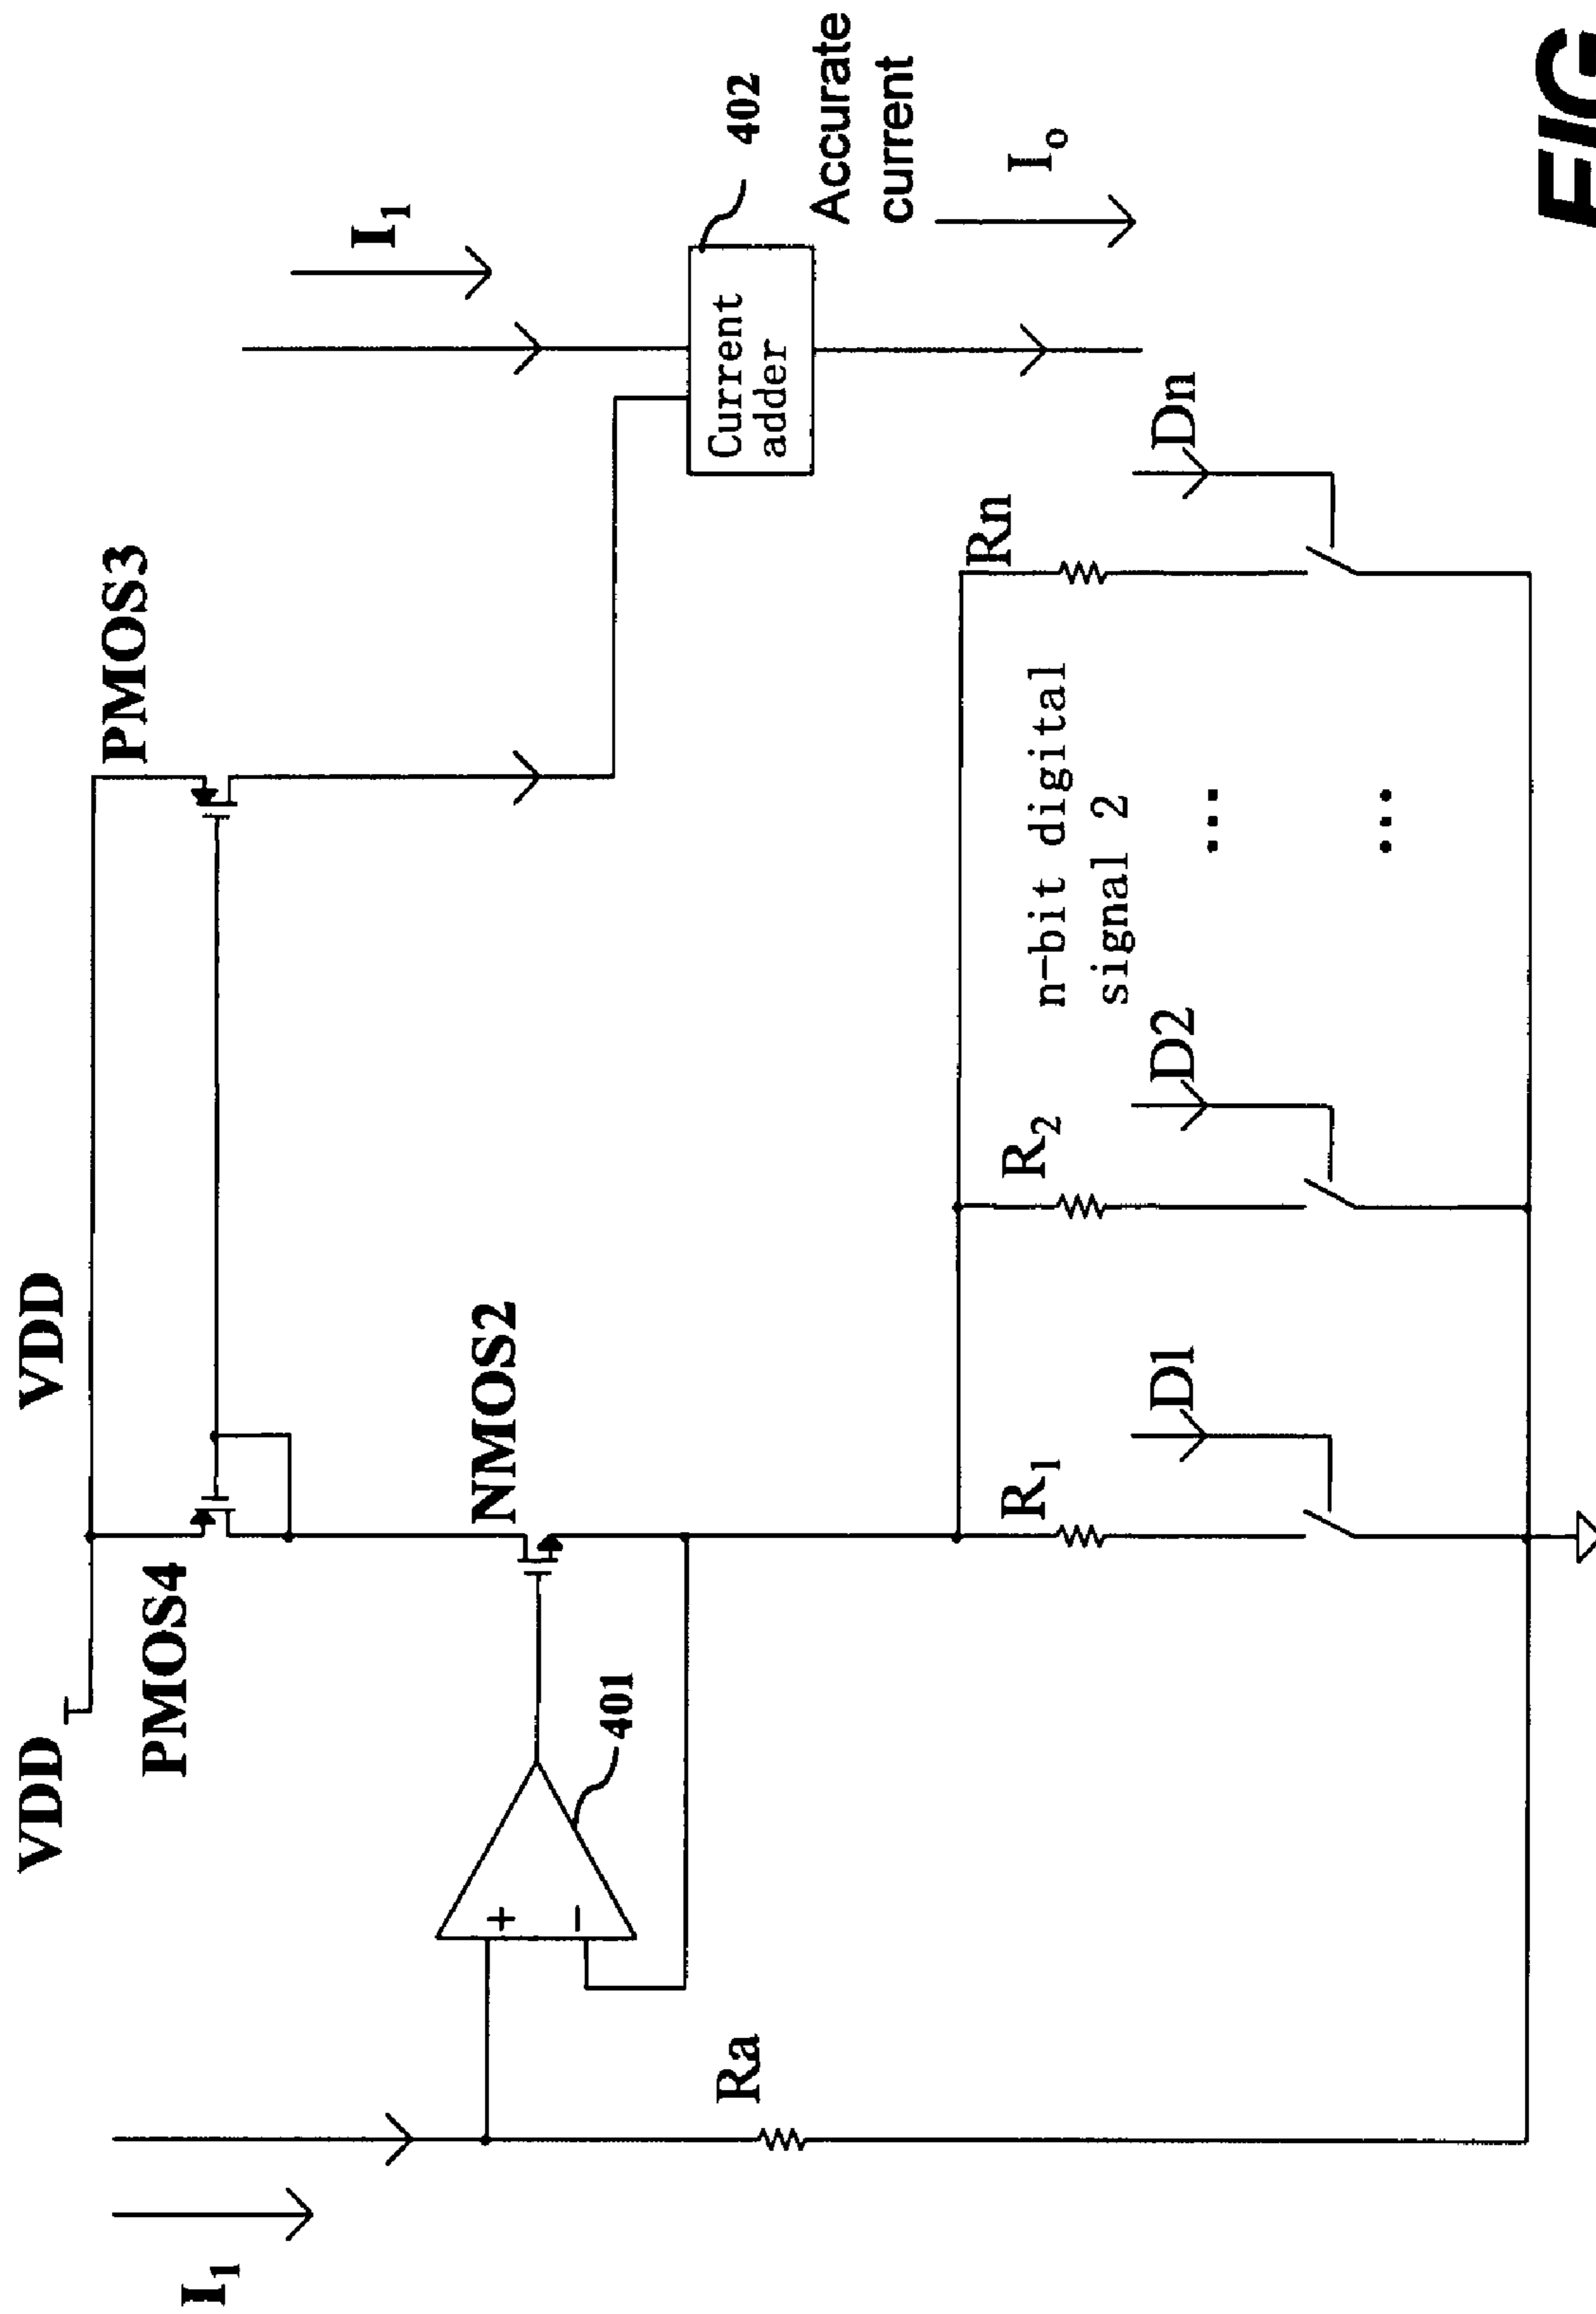 VDD
VDD
PMOS4
PMOS3
I1
I1
NMOS2
+
-
401
402
Current
adder
Accurate
current
Io
Ra
R1
R2
Rn
n-bit digital
signal 2
D1
D2
Dn
...
...
FIG